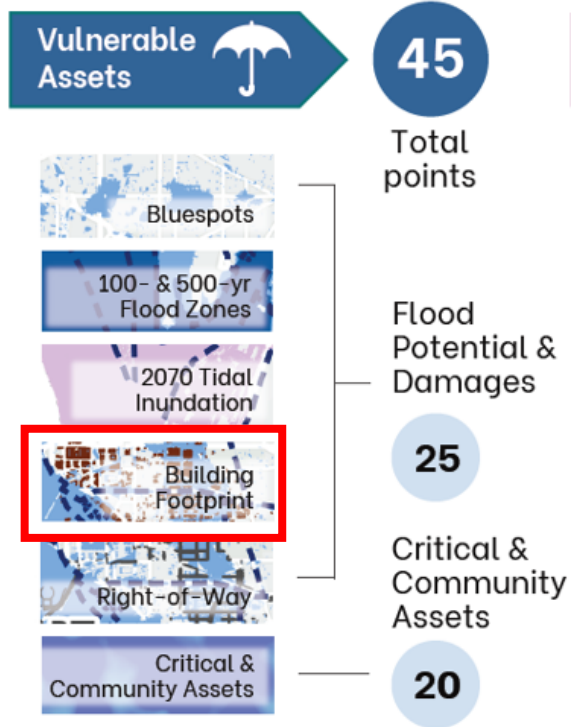 Vulnerable
Assets
45
Total
points
Bluespots
100- & 500-yr
Flood Zones
2070 Tidal
Inundation
Building
Footprint
Right-of-Way
Critical &
Community Assets
Flood
Potential &
Damages
25
Critical &
Community
Assets
20